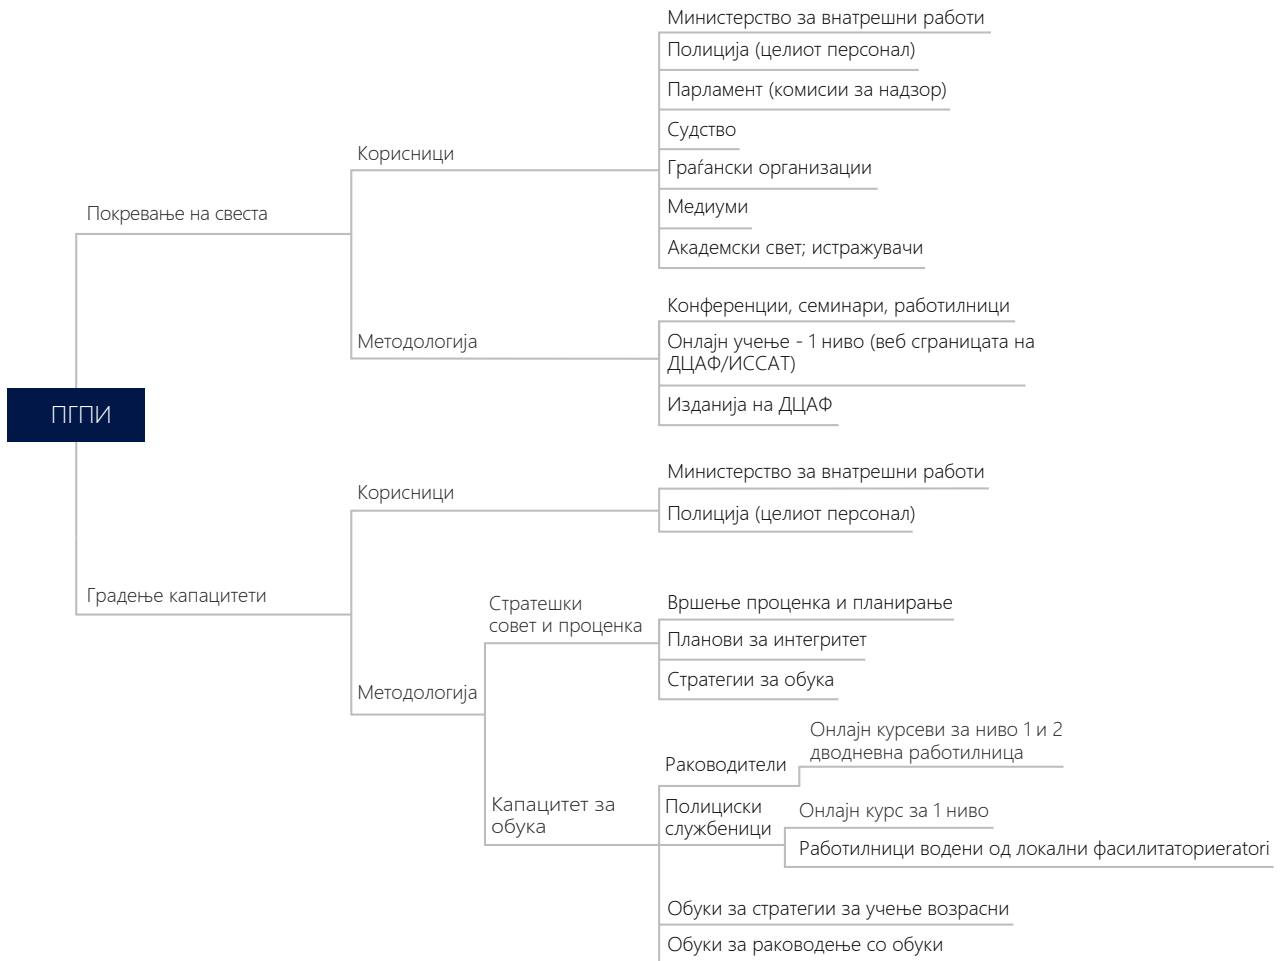 Министерство за внатрешни работи
Полиција (целиот персонал)
Парламент (комисии за надзор)
Судство
Корисници
Граѓански организации
Медиуми
Покревање на свеста
Академски свет; истражувачи
Конференции, семинари, работилници
Методологија
Онлајн учење - 1 ниво (веб сграницата на
ДЦАФ/ИССАТ)
Изданија на ДЦАФ
ПГПИ
Министерство за внатрешни работи
Корисници
Полиција (целиот персонал)
Градење капацитети
Стратешки
совет и проценка
Вршење проценка и планирање
Планови за интегритет
Стратегии за обука
Методологија
Онлајн курсеви за ниво 1 и 2
дводневна работилница
Раководители
Капацитет за
обука
Полициски
службеници
Онлајн курс за 1 ниво
Работилници водени од локални фасилитаториeratori
Обуки за стратегии за учење возрасни
Обуки за раководење со обуки